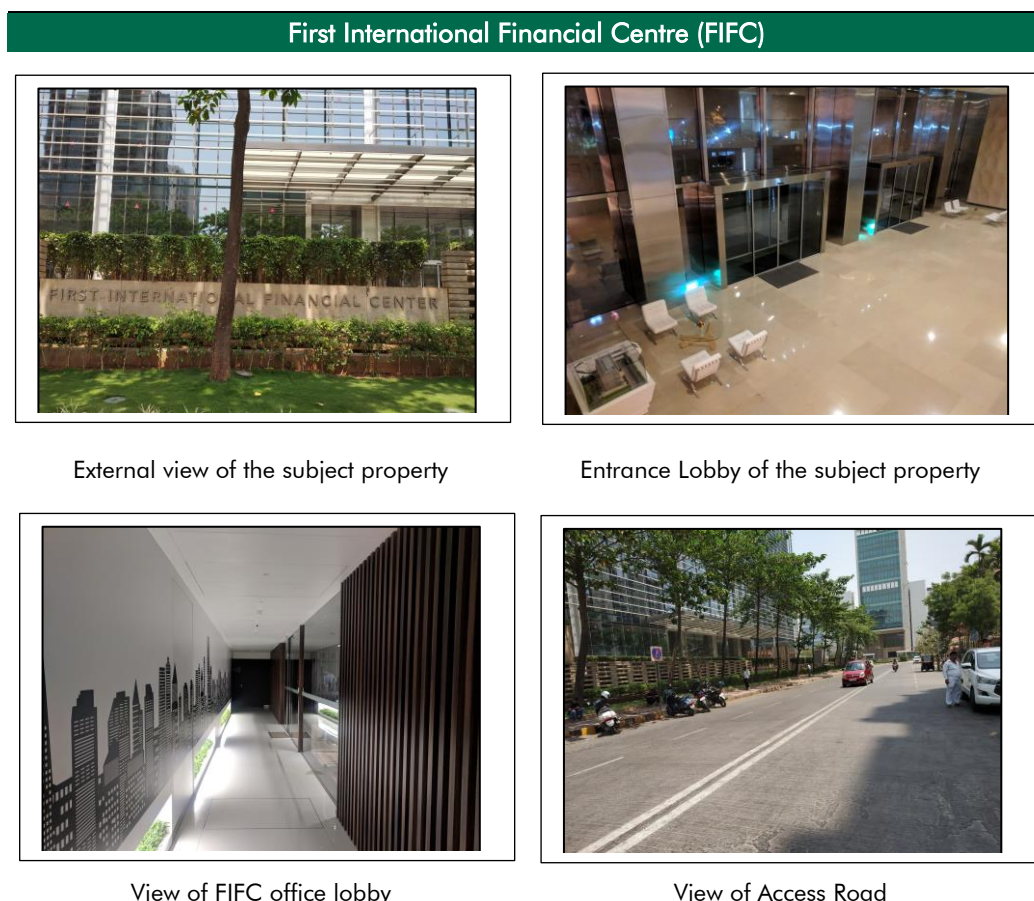 First International Financial Centre (FIFC)
FIRST INTERNATIONAL FINANCIAL CENTER
External view of the subject property
Entrance Lobby of the subject property
View of FIFC office lobby
View of Access Road